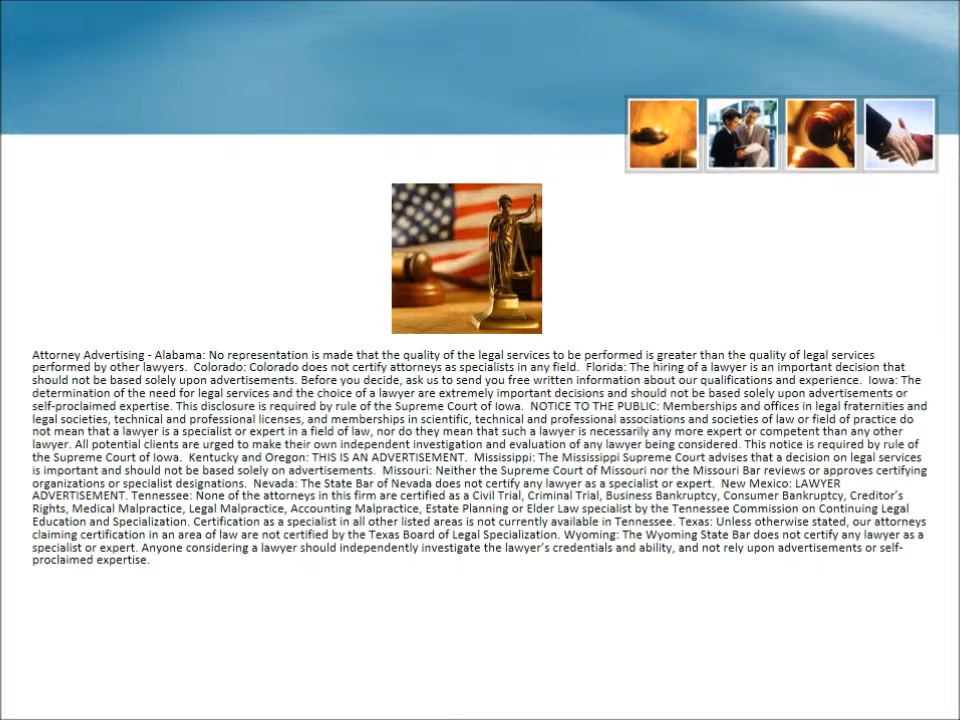 Attorney Advertising - Alabama: No representation is made that the quality of the legal services to be performed is greater than the quality of legal services
performed by other lawyers.  Colorado: Colorado does not certify attorneys as specialists in any field.  Florida: The hiring of a lawyer is an important decision that
should not be based solely upon advertisements. Before you decide, ask us to send you free written information about our qualifications and experience.  Iowa: The
determination of the need for legal services and the choice of a lawyer are extremely important decisions and should not be based solely upon advertisements or
self-proclaimed expertise. This disclosure is required by rule of the Supreme Court of Iowa.  NOTICE TO THE PUBLIC: Memberships and offices in legal fraternities and
legal societies, technical and professional licenses, and memberships in scientific, technical and professional associations and societies of law or field of practice do
not mean that a lawyer is a specialist or expert in a field of law, nor do they mean that such a lawyer is necessarily any more expert or competent than any other
lawyer. All potential clients are urged to make their own independent investigation and evaluation of any lawyer being considered. This notice is required by rule of
the Supreme Court of Iowa.  Kentucky and Oregon: THIS IS AN ADVERTISEMENT.  Mississippi: The Mississippi Supreme Court advises that a decision on legal services
is important and should not be based solely on advertisements.  Missouri: Neither the Supreme Court of Missouri nor the Missouri Bar reviews or approves certifying
organizations or specialist designations.  Nevada: The State Bar of Nevada does not certify any lawyer as a specialist or expert.  New Mexico: LAWYER
ADVERTISEMENT. Tennessee: None of the attorneys in this firm are certified as a Civil Trial, Criminal Trial, Business Bankruptcy, Consumer Bankruptcy, Creditor's
Rights, Medical Malpractice, Legal Malpractice, Accounting Malpractice, Estate Planning or Elder Law specialist by the Tennessee Commission on Continuing Legal
Education and Specialization. Certification as a specialist in all other listed areas is not currently available in Tennessee. Texas: Unless otherwise stated, our attorneys
claiming certification in an area of law are not certified by the Texas Board of Legal Specialization. Wyoming: The Wyoming State Bar does not certify any lawyer as a
specialist or expert. Anyone considering a lawyer should independently investigate the lawyer's credentials and ability, and not rely upon advertisements or self-
proclaimed expertise.